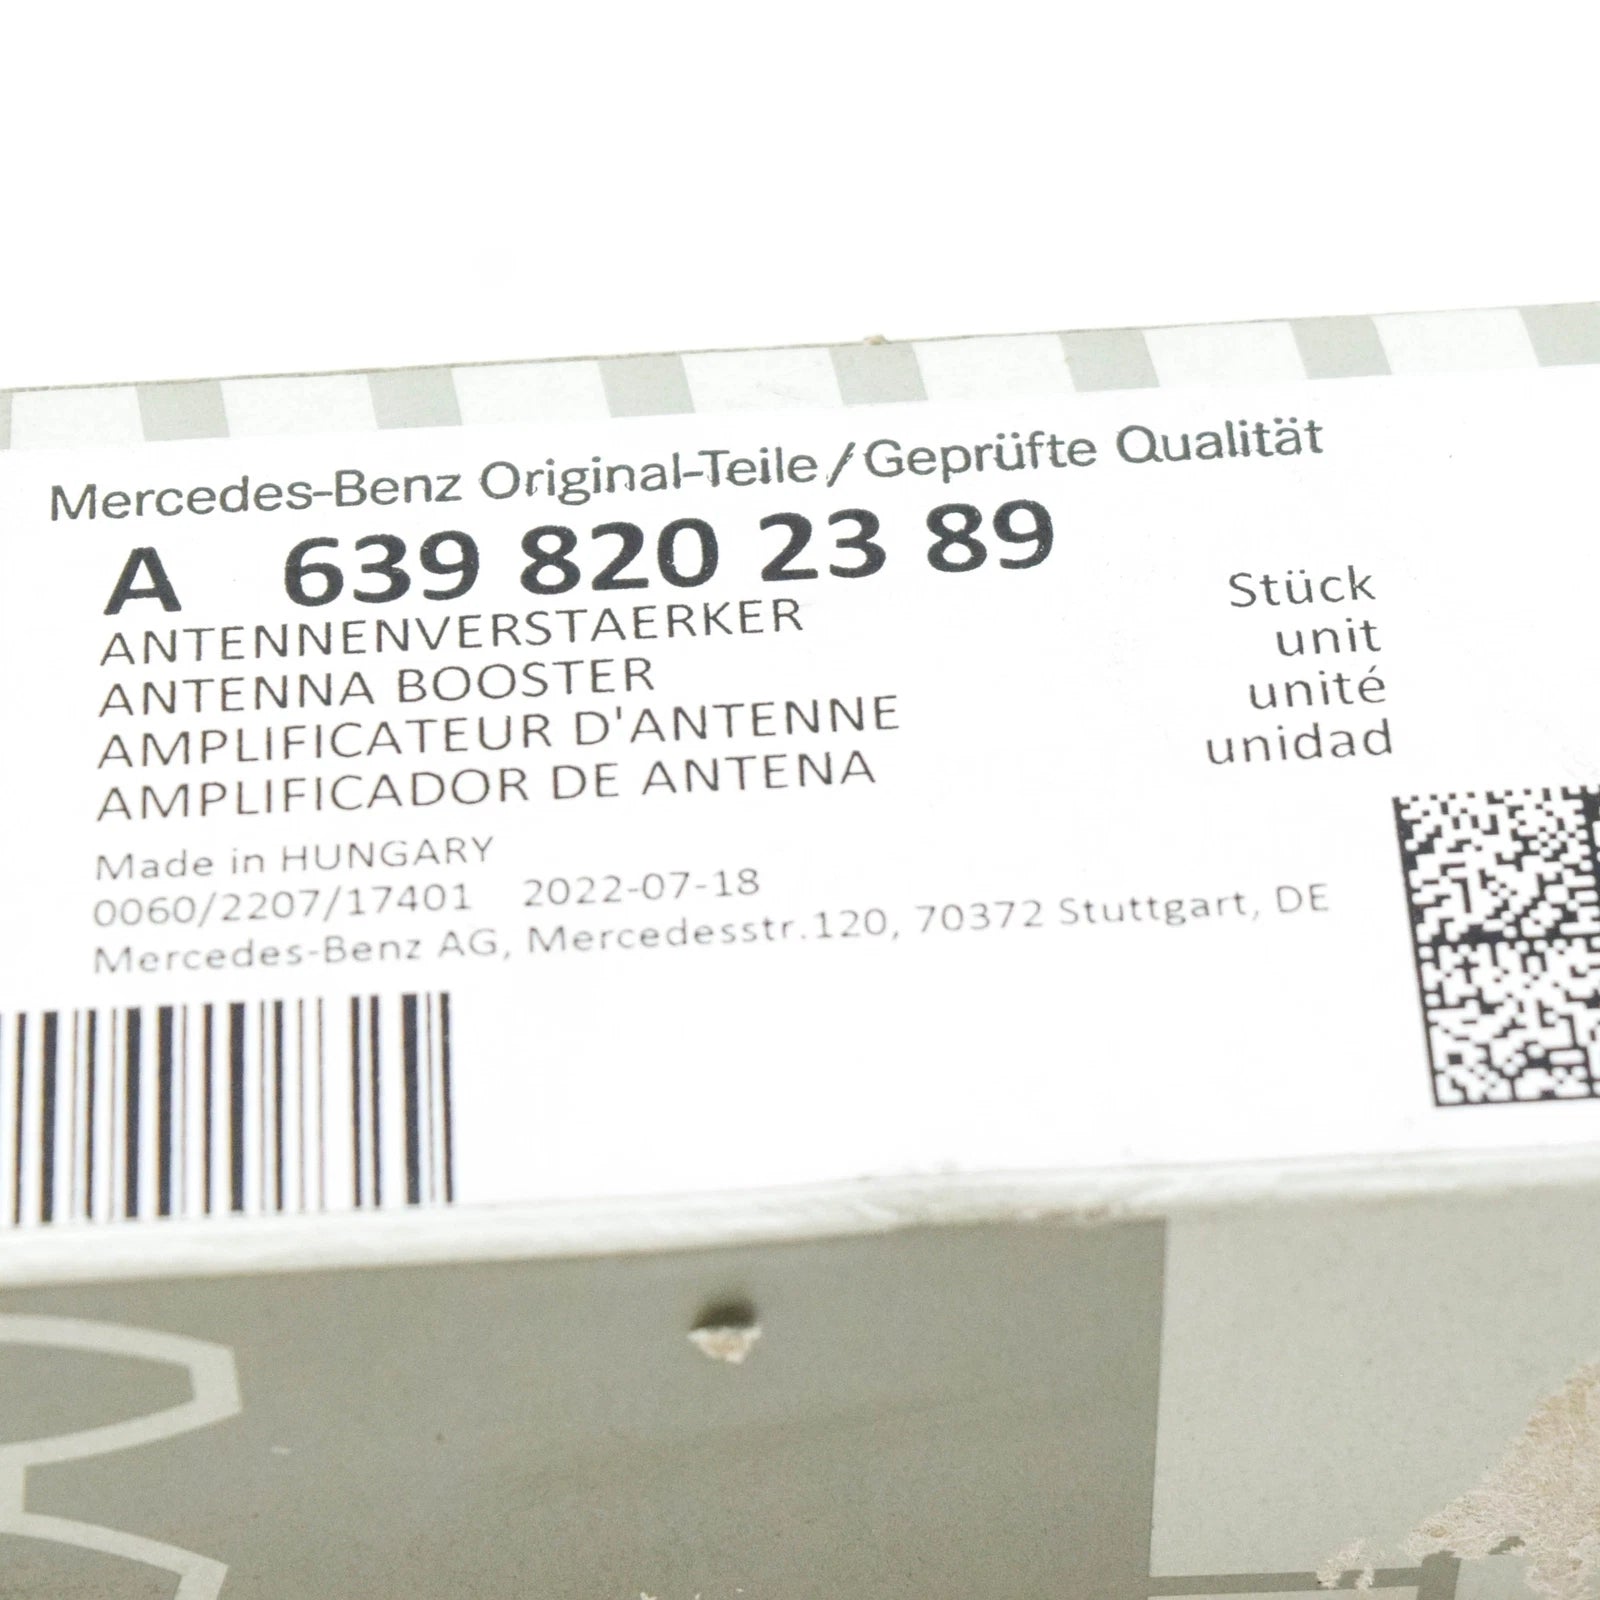 Mercedes-Benz Original-Teile/Geprüfte Qualität
A 639 820 23 89
ANTENNENVERSTAERKER
ANTENNA BOOSTER
AMPLIFICATEUR D'ANTENNE
AMPLIFICADOR DE ANTENA
Stück
unit
unité
unidad
Made in HUNGARY
0060/2207/17401 2022-07-18
Mercedes-Benz AG, Mercedesstr.120, 70372 Stuttgart, DE